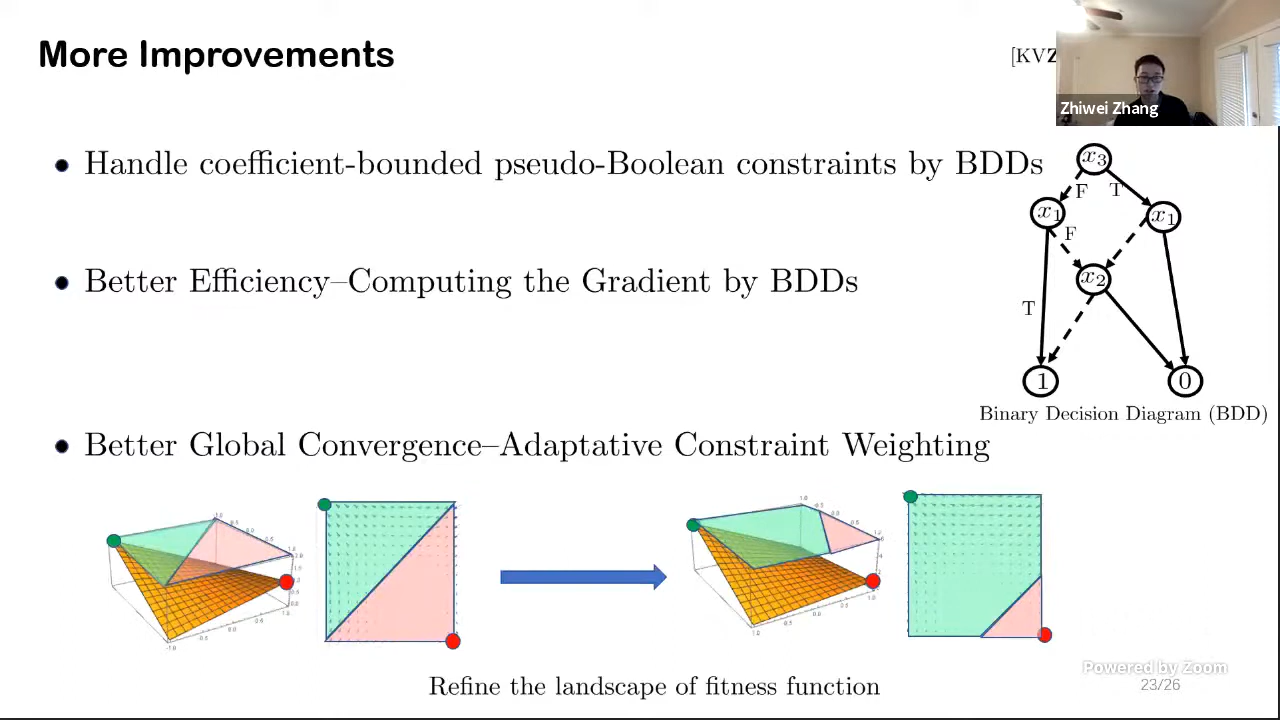 More Improvements
[KVZ
Zhiwei Zhang
Handle coefficient-bounded pseudo-Boolean constraints by BDDs
x3
F
T
x1
x1
F
Better Efficiency–Computing the Gradient by BDDs
x2
T
1
0
Binary Decision Diagram (BDD)
Better Global Convergence–Adaptative Constraint Weighting
Refine the landscape of fitness function
Powered by Zoom
23/26